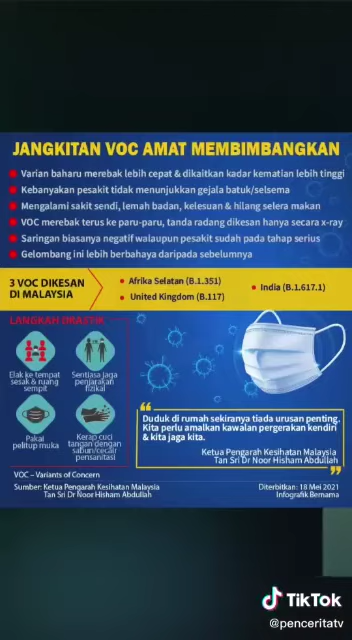 JANGKITAN VOC AMAT MEMBIMBANGKAN
Varian baharu merebak lebih cepat & dikaitkan kadar kematian lebih tinggi
Kebanyakan pesakit tidak menunjukkan gejala batuk/selsema
Mengalami sakit sendi, lemah badan, kelesuan & hilang selera makan
VOC merebak terus ke paru-paru, tanda radang dikesan hanya secara x-ray
Saringan biasanya negatif walaupun pesakit sudah pada tahap serius
Gelombang ini lebih berbahaya daripada sebelumnya
3 VOC DIKESAN
DI MALAYSIA
Afrika Selatan (B.1.351)
United Kingdom (B.117)
India (B.1.617.1)
LANGKAH DRASTIK
Elak ke tempat
sesak & ruang
sempit
Sentiasa jaga
penjarakan
fizikal
Pakai
pelitup muka
Kerap cuci
tangan dengan
sabun/cecair
pensanitasi
Duduk di rumah sekiranya tiada urusan penting.
Kita perlu amalkan kawalan pergerakan kendiri
& kita jaga kita.
Ketua Pengarah Kesihatan Malaysia
Tan Sri Dr Noor Hisham Abdullah
VOC – Variants of Concern
Sumber: Ketua Pengarah Kesihatan Malaysia
Tan Sri Dr Noor Hisham Abdullah
Diterbitkan: 18 Mei 2021
Infografik Bernama
TikTok
@penceritatv